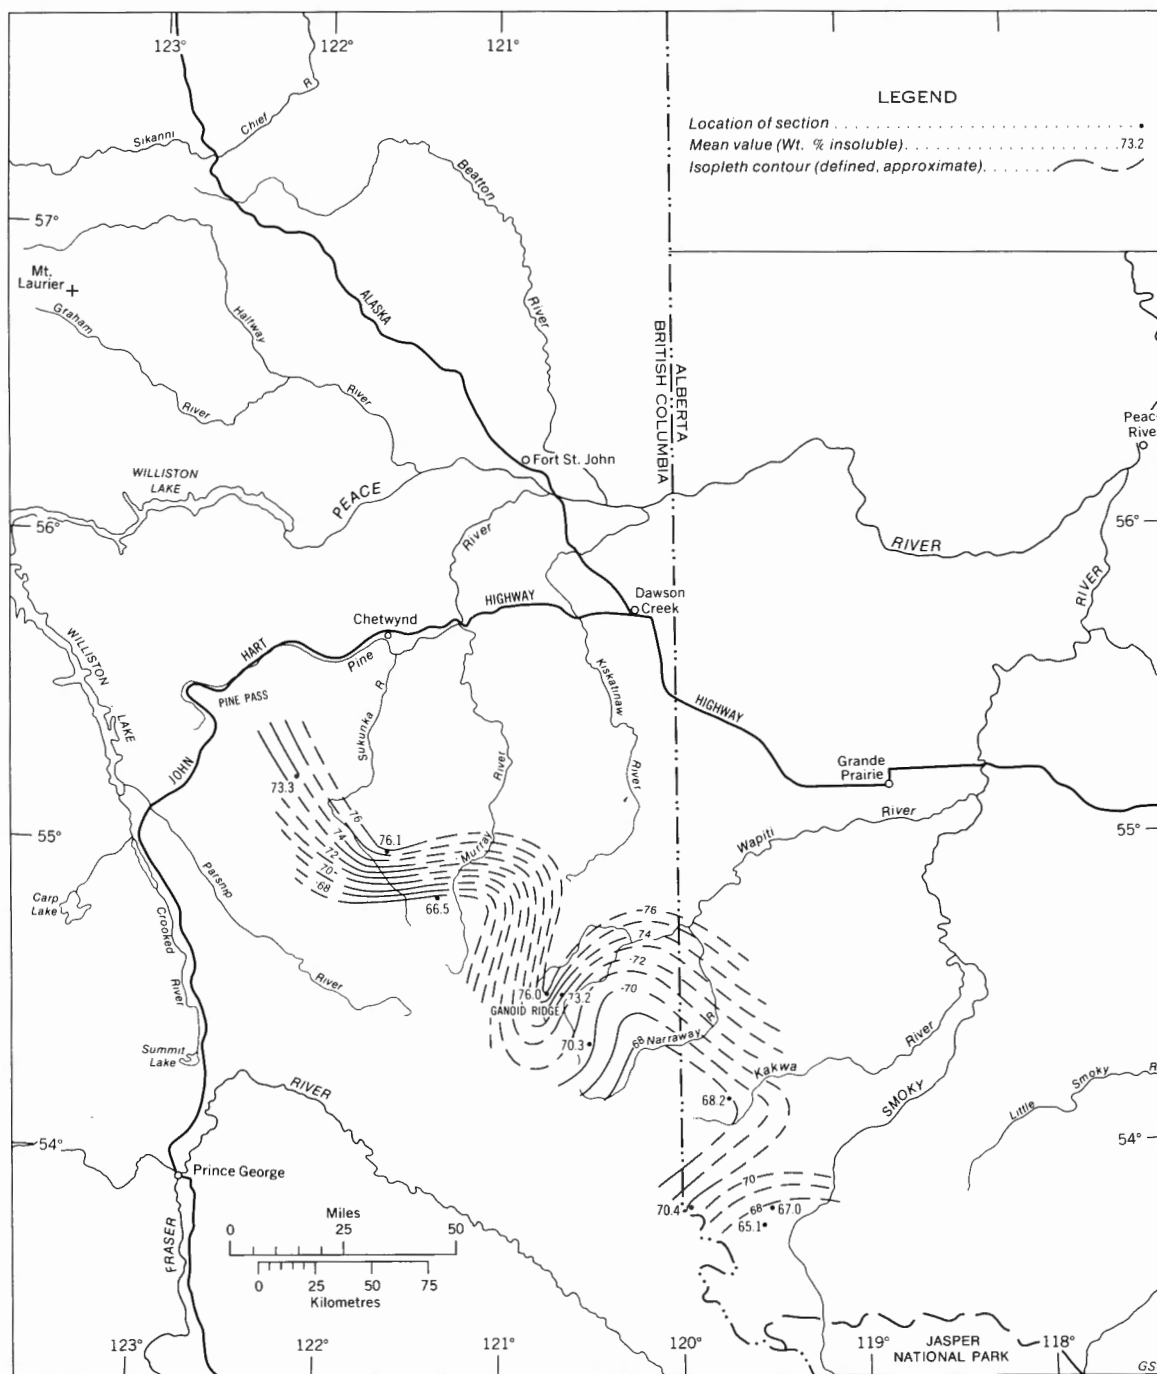 123°
122°
121°
LEGEND
Location of section
Mean value (Wt. % insoluble) 73.2
Isopleth contour (defined, approximate)
Sikanni
Chief
R
Beatton
River
57°
Mt.
Laurier
Graham
River
Halfway
River
ALASKA
BRITISH COLUMBIA
ALBERTA
Peac
Rive
Fort St. John
WILLISTON
LAKE
PEACE
River
RIVER
56°
56°
RIVER
Dawson
Creek
HIGHWAY
Chetwynd
Pine
HART
PINE PASS
WILLISTON
LAKE
JOHN
Sukunka
R
River
Kiskatinaw
River
HIGHWAY
Grande
Prairie
River
Wapiti
73.3
76
74
72
70
68
76.1
Murray
66.5
55°
55°
Carp
Lake
Parsnip
River
Crooked
River
Summit
Lake
76
74
72
70
76.0
73.2
GANOID RIDGE
70.3
68
Narraway
R
Kakwa
River
68.2
SMOKY
Little
Smoky
R
54°
54°
RIVER
Prince George
FRASER
Miles
0 25 50
0 25 50 75
Kilometres
70.4
70
68
67.0
65.1
JASPER
NATIONAL PARK
123°
122°
121°
120°
119°
118°
GS